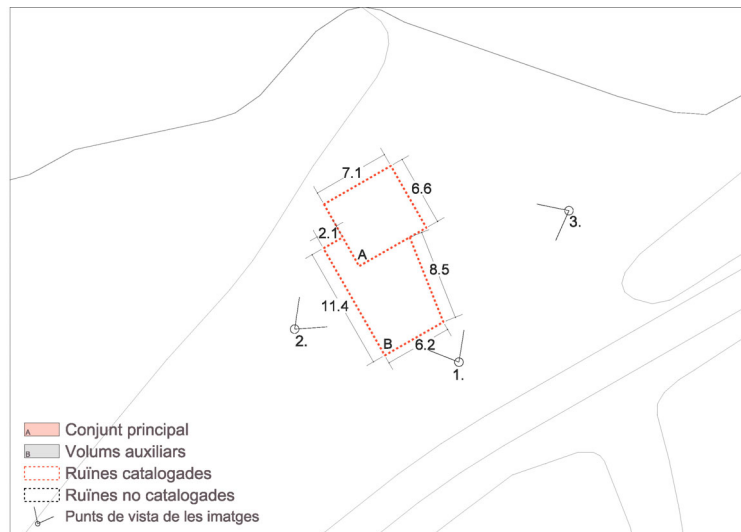 7.1
6.6
2.1
A
3.
8.5
11.4
2.
B
6.2
1.
A Conjunt principal
B Volums auxiliars
Ruïnes catalogades
Ruïnes no catalogades
Punts de vista de les imatges